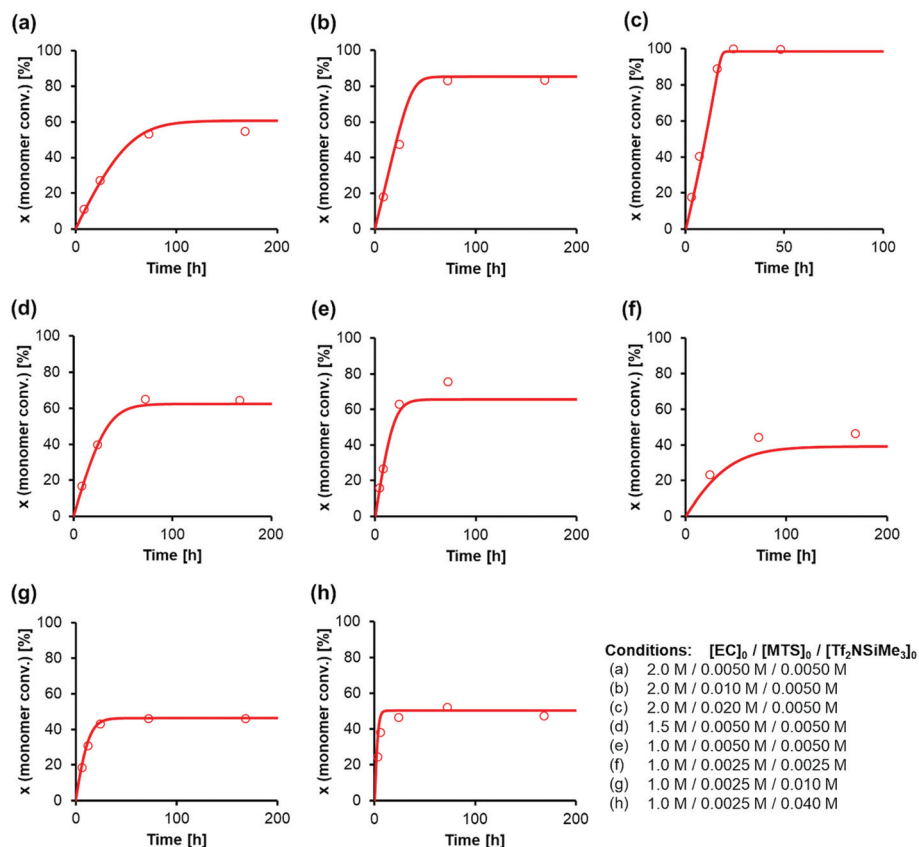 (a)
x (monomer conv.) [%]
100
80
60
40
20
0
0 100 200
Time [h]
(b)
x (monomer conv.) [%]
100
80
60
40
20
0
0 100 200
Time [h]
(c)
x (monomer conv.) [%]
100
80
60
40
20
0
0 50 100
Time [h]
(d)
x (monomer conv.) [%]
100
80
60
40
20
0
0 100 200
Time [h]
(e)
x (monomer conv.) [%]
100
80
60
40
20
0
0 100 200
Time [h]
(f)
x (monomer conv.) [%]
100
80
60
40
20
0
0 100 200
Time [h]
(g)
x (monomer conv.) [%]
100
80
60
40
20
0
0 100 200
Time [h]
(h)
x (monomer conv.) [%]
100
80
60
40
20
0
0 100 200
Time [h]
Conditions: [EC]₀ / [MTS]₀ / [Tf₂NSiMe₃]₀
(a) 2.0 M / 0.0050 M / 0.0050 M
(b) 2.0 M / 0.010 M / 0.0050 M
(c) 2.0 M / 0.020 M / 0.0050 M
(d) 1.5 M / 0.0050 M / 0.0050 M
(e) 1.0 M / 0.0050 M / 0.0050 M
(f) 1.0 M / 0.0025 M / 0.0025 M
(g) 1.0 M / 0.0025 M / 0.010 M
(h) 1.0 M / 0.0025 M / 0.040 M